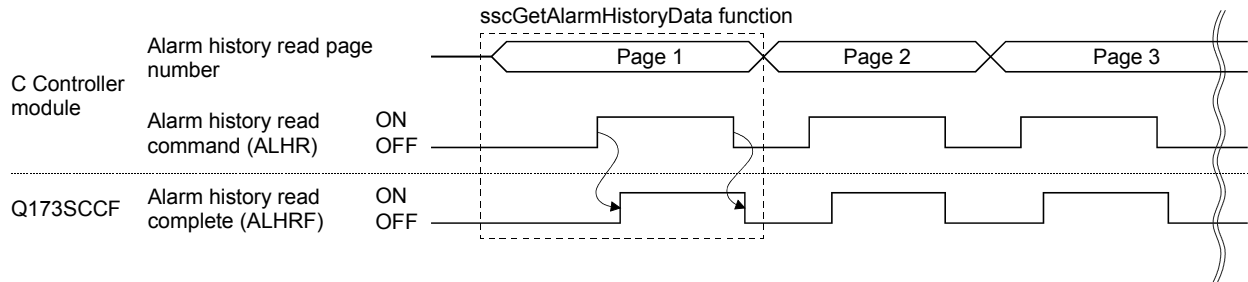 sscGetAlarmHistoryData function
C Controller
module
Alarm history read page
number
Page 1
Page 2
Page 3
Alarm history read
command (ALHR)
ON
OFF
Q173SCCF
Alarm history read
complete (ALHRF)
ON
OFF